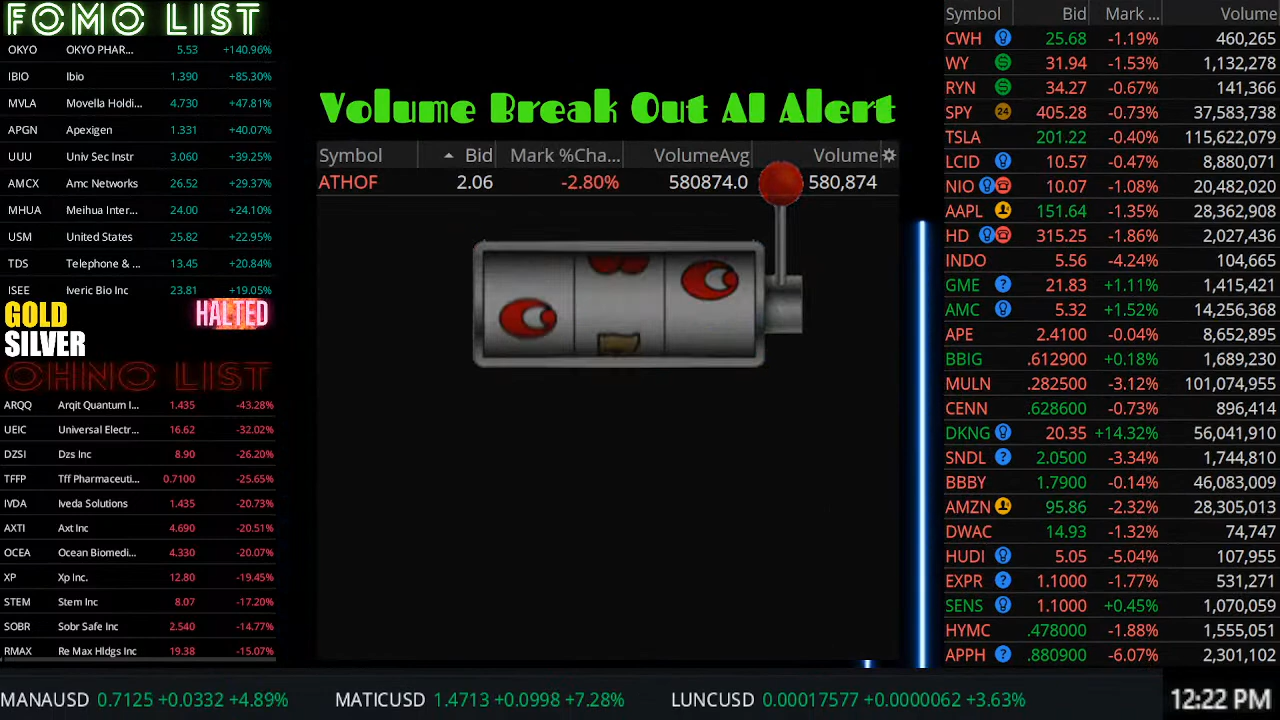 FOMO LIST
OKYO OKYO PHAR... 5.53 +140.96%
IBIO Ibio 1.390 +85.30%
MVLA Movella Holdi... 4.730 +47.81%
APGN Apexigen 1.331 +40.07%
UUU Univ Sec Instr 3.060 +39.25%
AMCX Amc Networks 26.52 +29.37%
MHUA Meihua Inter... 24.00 +24.10%
USM United States 25.82 +22.95%
TDS Telephone & ... 13.45 +20.84%
ISEE Iveric Bio Inc 23.81 +19.05%
GOLD HALTED
SILVER
OHNO LIST
ARQQ Arqit Quantum I... 1.435 -43.28%
UEIC Universal Electr... 16.62 -32.02%
DZSI Dzs Inc 8.90 -26.20%
TFFP Tff Pharmaceuti... 0.7100 -25.65%
IVDA Iveda Solutions 1.435 -20.73%
AXTI Axt Inc 4.690 -20.51%
OCEA Ocean Biomedi... 4.330 -20.07%
XP Xp Inc. 12.80 -19.45%
STEM Stem Inc 8.07 -17.20%
SOBR Sobr Safe Inc 2.540 -14.77%
RMAX Re Max Hldgs Inc 19.38 -15.07%
Volume Break Out AI Alert
Symbol Bid Mark %Cha... VolumeAvg Volume
ATHOF 2.06 -2.80% 580874.0 580,874
Symbol Bid Mark ... Volume
CWH 25.68 -1.19% 460,265
WY 31.94 -1.53% 1,132,278
RYN 34.27 -0.67% 141,366
SPY 24 405.28 -0.73% 37,583,738
TSLA 201.22 -0.40% 115,622,079
LCID 10.57 -0.47% 8,880,071
NIO 10.07 -1.08% 20,482,020
AAPL 151.64 -1.35% 28,362,908
HD 315.25 -1.86% 2,027,436
INDO 5.56 -4.24% 104,665
GME ? 21.83 +1.11% 1,415,421
AMC 5.32 +1.52% 14,256,368
APE 2.4100 -0.04% 8,652,895
BBIG .612900 +0.18% 1,689,230
MULN .282500 -3.12% 101,074,955
CENN .628600 -0.73% 896,414
DKNG 20.35 +14.32% 56,041,910
SNDL ? 2.0500 -3.34% 1,744,810
BBBY 1.7900 -0.14% 46,083,009
AMZN 95.86 -2.32% 28,305,013
DWAC 14.93 -1.32% 74,747
HUDI 5.05 -5.04% 107,955
EXPR ? 1.1000 -1.77% 531,271
SENS 1.1000 +0.45% 1,070,059
HYMC .478000 -1.88% 1,555,051
APPH ? .880900 -6.07% 2,301,102
MANAUSD 0.7125 +0.0332 +4.89% MATICUSD 1.4713 +0.0998 +7.28% LUNCUSD 0.00017577 +0.0000062 +3.63% 12:22 PM